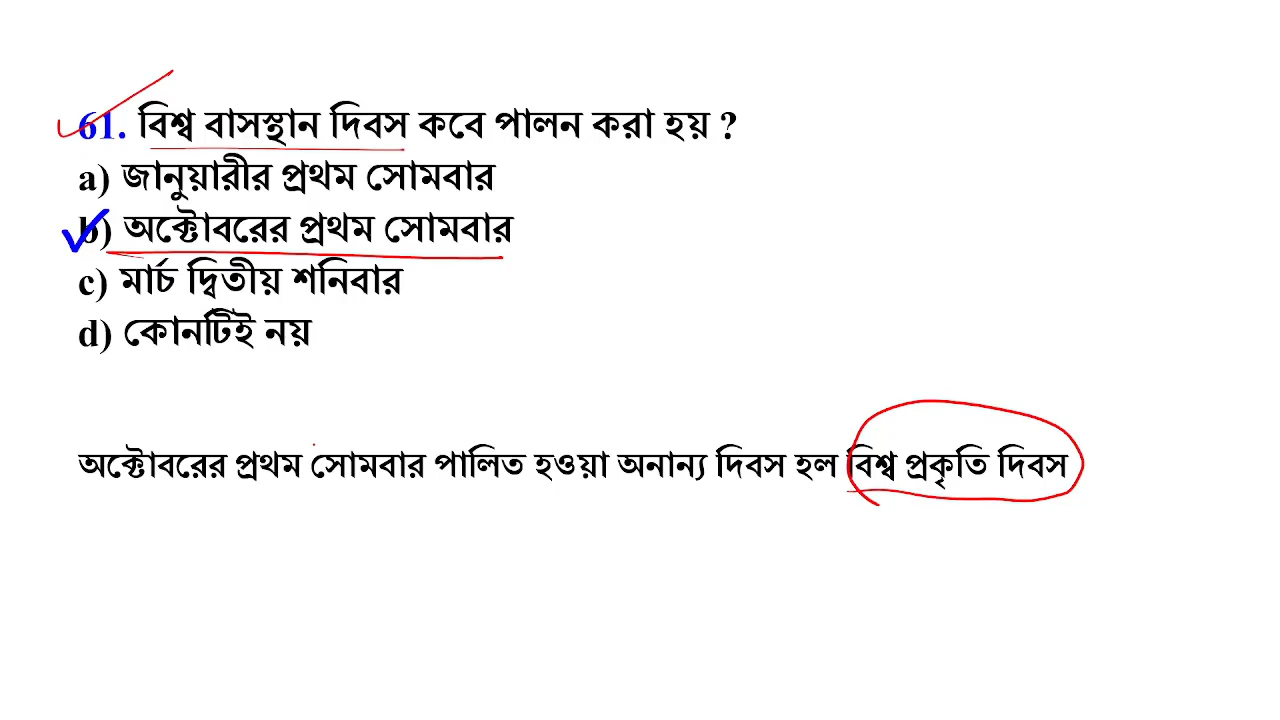 61. বিশ্ব বাসস্থান দিবস কবে পালন করা হয় ?
a) জানুয়ারীর প্রথম সোমবার
b) অক্টোবরের প্রথম সোমবার
c) মার্চ দ্বিতীয় শনিবার
d) কোনটিই নয়
অক্টোবরের প্রথম সোমবার পালিত হওয়া অনান্য দিবস হল বিশ্ব প্রকৃতি দিবস